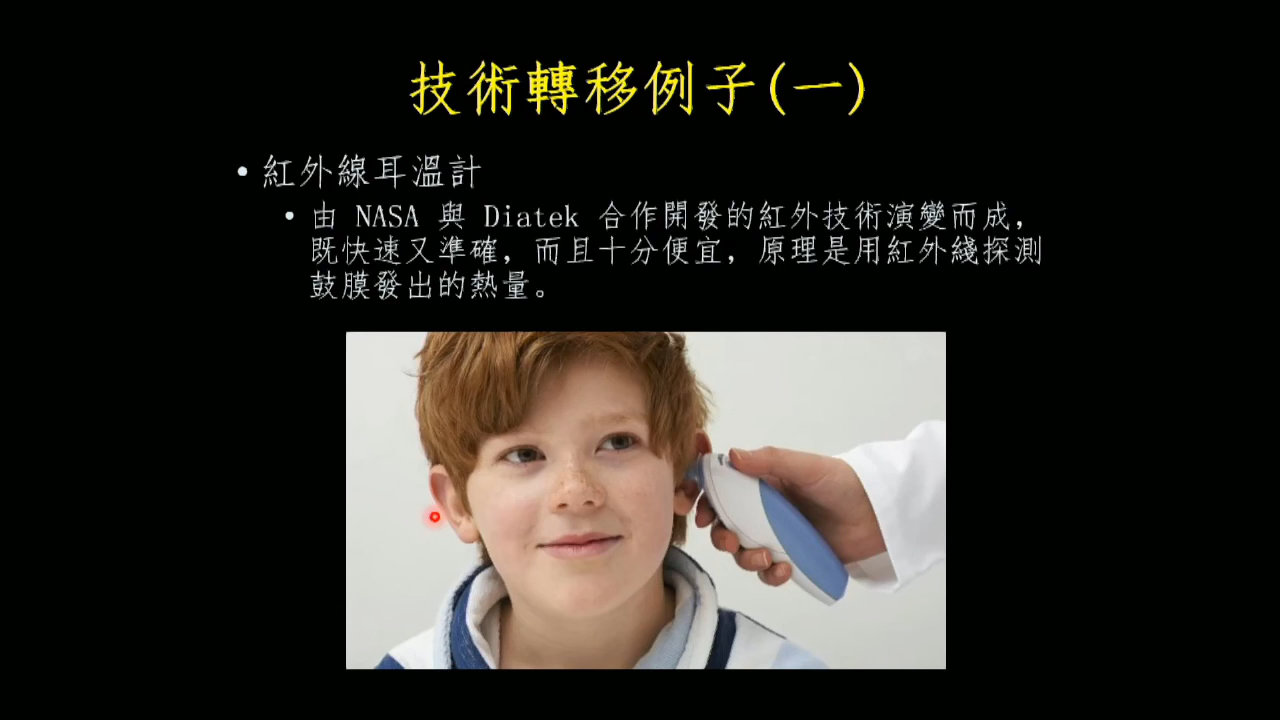 技術轉移例子(一)
• 紅外線耳溫計
• 由 NASA 與 Diatek 合作開發的紅外技術演變而成，
既快速又準確，而且十分便宜，原理是用紅外綫探測
鼓膜發出的熱量。